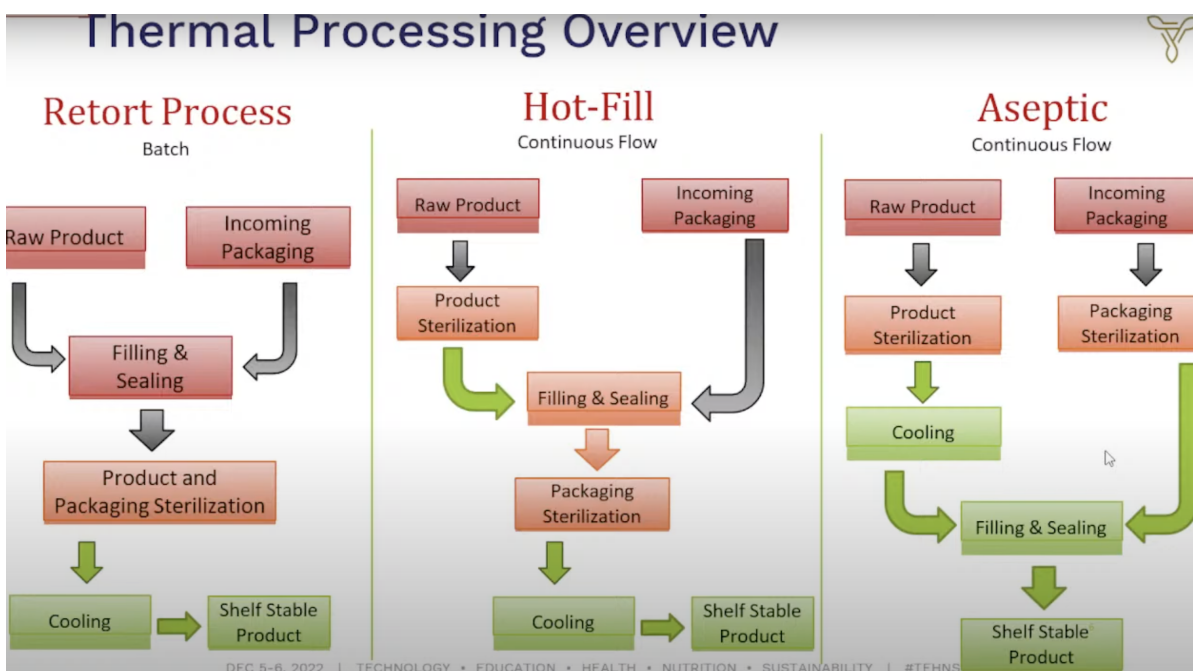 Thermal Processing Overview
Retort Process
Batch
Raw Product
Incoming
Packaging
Filling &
Sealing
Product and
Packaging Sterilization
Cooling
Shelf Stable
Product
Hot-Fill
Continuous Flow
Raw Product
Incoming
Packaging
Product
Sterilization
Filling & Sealing
Packaging
Sterilization
Cooling
Shelf Stable
Product
Aseptic
Continuous Flow
Raw Product
Incoming
Packaging
Product
Sterilization
Packaging
Sterilization
Cooling
Filling & Sealing
Shelf Stable
Product
DEC 5-6, 2022 | TECHNOLOGY • EDUCATION • HEALTH • NUTRITION • SUSTAINABILITY | #TEHNS